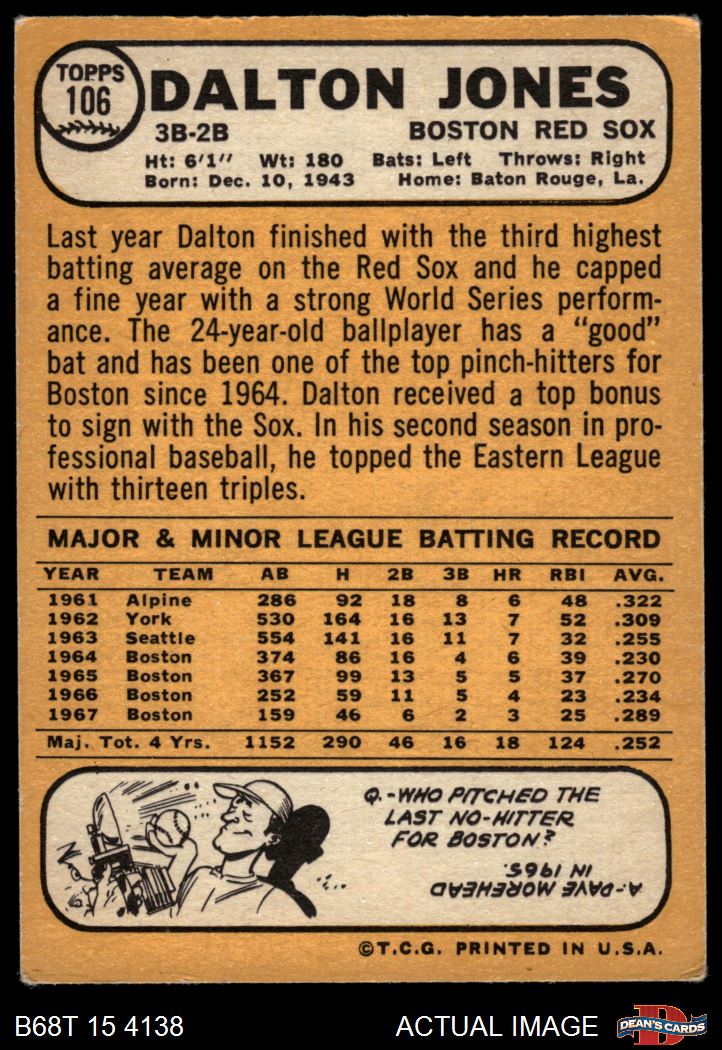 TOPPS
106
DALTON JONES
3B-2B BOSTON RED SOX
Ht: 6'1" Wt: 180 Bats: Left Throws: Right
Born: Dec. 10, 1943 Home: Baton Rouge, La.
Last year Dalton finished with the third highest
batting average on the Red Sox and he capped
a fine year with a strong World Series perform-
ance. The 24-year-old ballplayer has a "good"
bat and has been one of the top pinch-hitters for
Boston since 1964. Dalton received a top bonus
to sign with the Sox. In his second season in pro-
fessional baseball, he topped the Eastern League
with thirteen triples.
MAJOR & MINOR LEAGUE BATTING RECORD
YEAR TEAM AB H 2B 3B HR RBI AVG.
1961 Alpine 286 92 18 8 6 48 .322
1962 York 530 164 16 13 7 52 .309
1963 Seattle 554 141 16 11 7 32 .255
1964 Boston 374 86 16 4 6 39 .230
1965 Boston 367 99 13 5 5 37 .270
1966 Boston 252 59 11 5 4 23 .234
1967 Boston 159 46 6 2 3 25 .289
Maj. Tot. 4 Yrs. 1152 290 46 16 18 124 .252
Q.-WHO PITCHED THE
LAST NO-HITTER
FOR BOSTON?
A-DAVE MOREHEAD
IN 1965.
©T.C.G. PRINTED IN U.S.A.
B68T 15 4138 ACTUAL IMAGE
DEAN'S CARDS